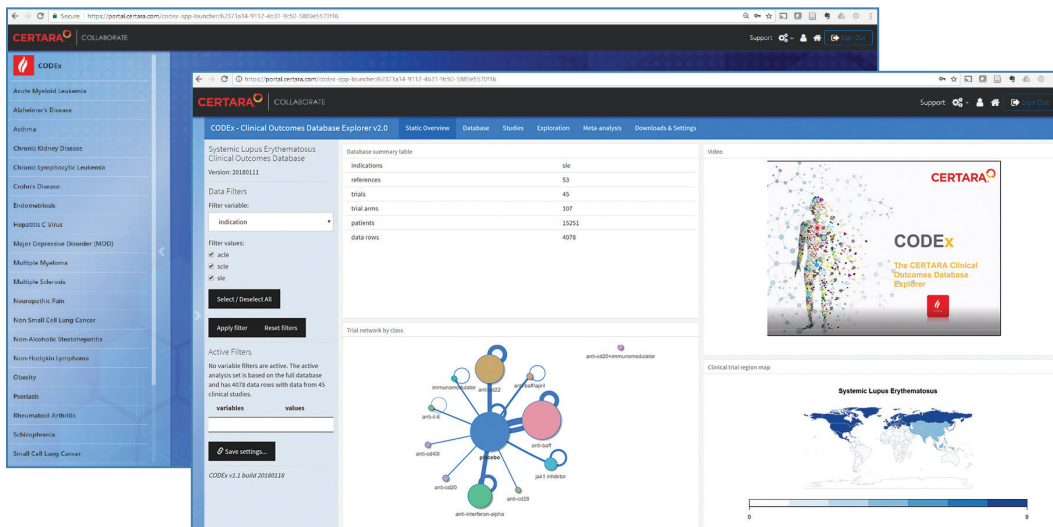 Secure https://portal.certara.com/codex-app-launcher/62371a14-9112-4b31-9c50-5889e5570f16
CERTARA COLLABORATE
Support
Sign Out
CODEx
Acute Myeloid Leukemia
Alzheimer's Disease
Asthma
Chronic Kidney Disease
Chronic Lymphocytic Leukemia
Crohn's Disease
Endometriosis
Hepatitis C Virus
Major Depressive Disorder (MDD)
Multiple Myeloma
Multiple Sclerosis
Neuropathic Pain
Non Small Cell Lung Cancer
Non-Alcoholic Steatohepatitis
Non-Hodgkin Lymphoma
Obesity
Psoriasis
Rheumatoid Arthritis
Schizophrenia
Small Cell Lung Cancer
https://portal.certara.com/codex-app-launcher/62371a14-9112-4b31-9c50-5889e5570f16
CERTARA COLLABORATE
Support
Sign Out
CODEx - Clinical Outcomes Database Explorer v2.0
Static Overview Database Studies Exploration Meta-analysis Downloads & Settings
Systemic Lupus Erythematosus
Clinical Outcomes Database
Version: 20180111
Data Filters
Filter variable:
indication
Filter values:
acle
scle
sle
Select / Deselect All
Apply filter Reset filters
Active Filters
No variable filters are active. The active
analysis set is based on the full database
and has 4078 data rows with data from 45
clinical studies.
variables values
Save settings...
CODEx v1.1 build 20180118
Database summary table
indications sle
references 53
trials 45
trial arms 107
patients 15251
data rows 4078
Trial network by class
anti-cd20+immunomodulator
immunomodulator
anti-cd22
anti-baff/april
anti-il-6
anti-baff
anti-cd40l
placebo
jak1 inhibitor
anti-cd20
anti-cd28
anti-interferon-alpha
Video
CERTARA
CODEx
The CERTARA Clinical
Outcomes Database
Explorer
Clinical trial region map
Systemic Lupus Erythematosus
0 9